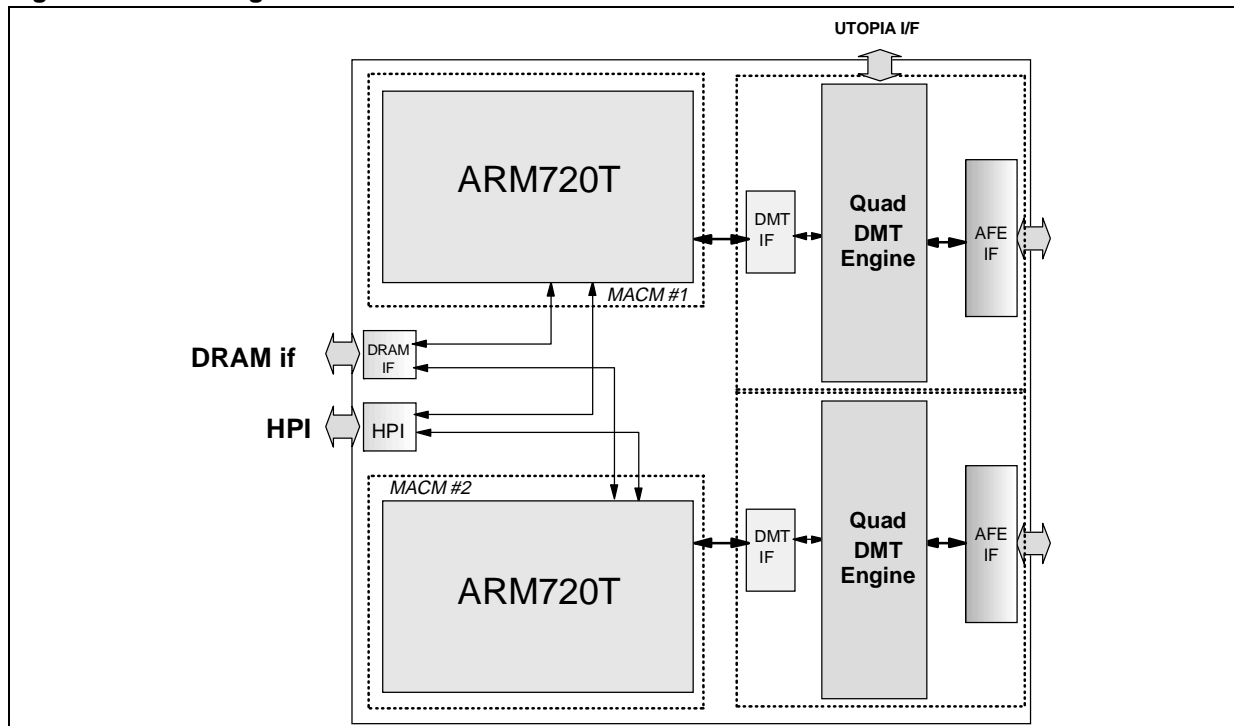 UTOPIA I/F
ARM720T
MACM #1
DMT
IF
Quad
DMT
Engine
AFE
IF
DRAM if
DRAM
IF
HPI
HPI
MACM #2
ARM720T
DMT
IF
Quad
DMT
Engine
AFE
IF